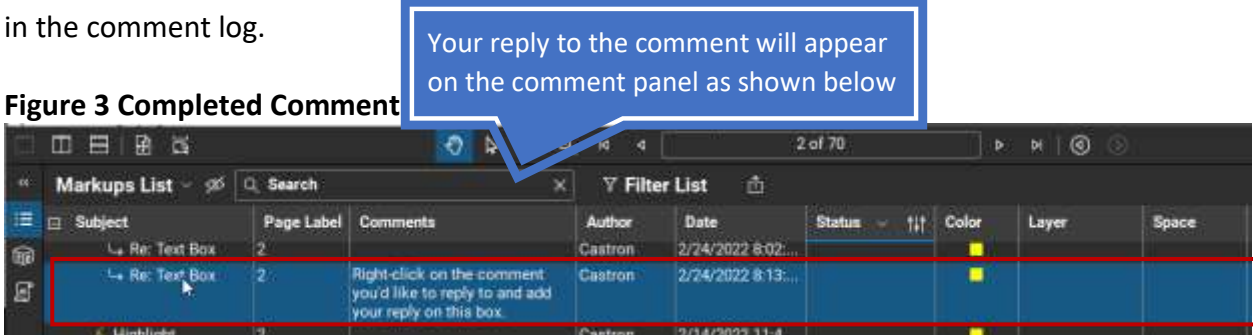 in the comment log.
Your reply to the comment will appear
on the comment panel as shown below
Figure 3 Completed Comment
2 of 70
Markups List Search Filter List
Subject Page Label Comments Author Date Status Color Layer Space
Re: Text Box 2 Castron 2/24/2022 8:02:...
Re: Text Box 2 Right-click on the comment Castron 2/24/2022 8:13:...
you'd like to reply to and add
your reply on this box.
Highlight 2 Castron